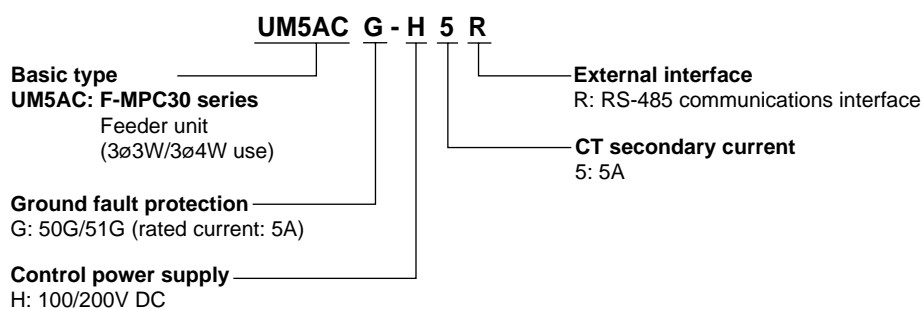 UM5AC G - H 5 R
Basic type
UM5AC: F-MPC30 series
Feeder unit
(3ø3W/3ø4W use)
Ground fault protection
G: 50G/51G (rated current: 5A)
Control power supply
H: 100/200V DC
External interface
R: RS-485 communications interface
CT secondary current
5: 5A